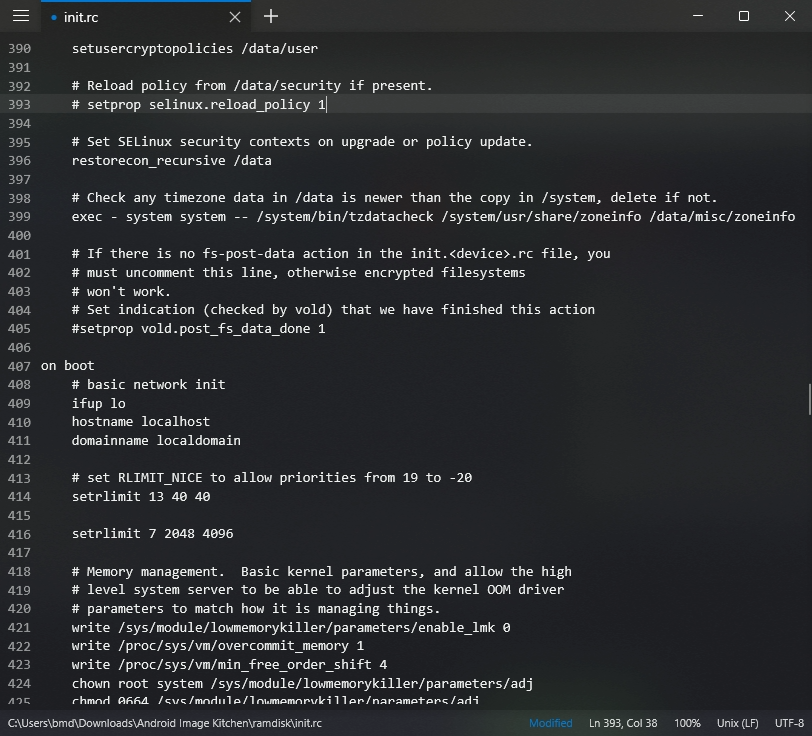 init.rc
390 setusercryptopolicies /data/user
391
392 # Reload policy from /data/security if present.
393 # setprop selinux.reload_policy 1
394
395 # Set SELinux security contexts on upgrade or policy update.
396 restorecon_recursive /data
397
398 # Check any timezone data in /data is newer than the copy in /system, delete if not.
399 exec - system system -- /system/bin/tzdatacheck /system/usr/share/zoneinfo /data/misc/zoneinfo
400
401 # If there is no fs-post-data action in the init.<device>.rc file, you
402 # must uncomment this line, otherwise encrypted filesystems
403 # won't work.
404 # Set indication (checked by vold) that we have finished this action
405 #setprop vold.post_fs_data_done 1
406
407 on boot
408 # basic network init
409 ifup lo
410 hostname localhost
411 domainname localdomain
412
413 # set RLIMIT_NICE to allow priorities from 19 to -20
414 setrlimit 13 40 40
415
416 setrlimit 7 2048 4096
417
418 # Memory management.  Basic kernel parameters, and allow the high
419 # level system server to be able to adjust the kernel OOM driver
420 # parameters to match how it is managing things.
421 write /sys/module/lowmemorykiller/parameters/enable_lmk 0
422 write /proc/sys/vm/overcommit_memory 1
423 write /proc/sys/vm/min_free_order_shift 4
424 chown root system /sys/module/lowmemorykiller/parameters/adj
425 chmod 0664 /sys/module/lowmemorykiller/parameters/adj
C:\Users\bmd\Downloads\Android Image Kitchen\ramdisk\init.rc Modified Ln 393, Col 38 100% Unix (LF) UTF-8